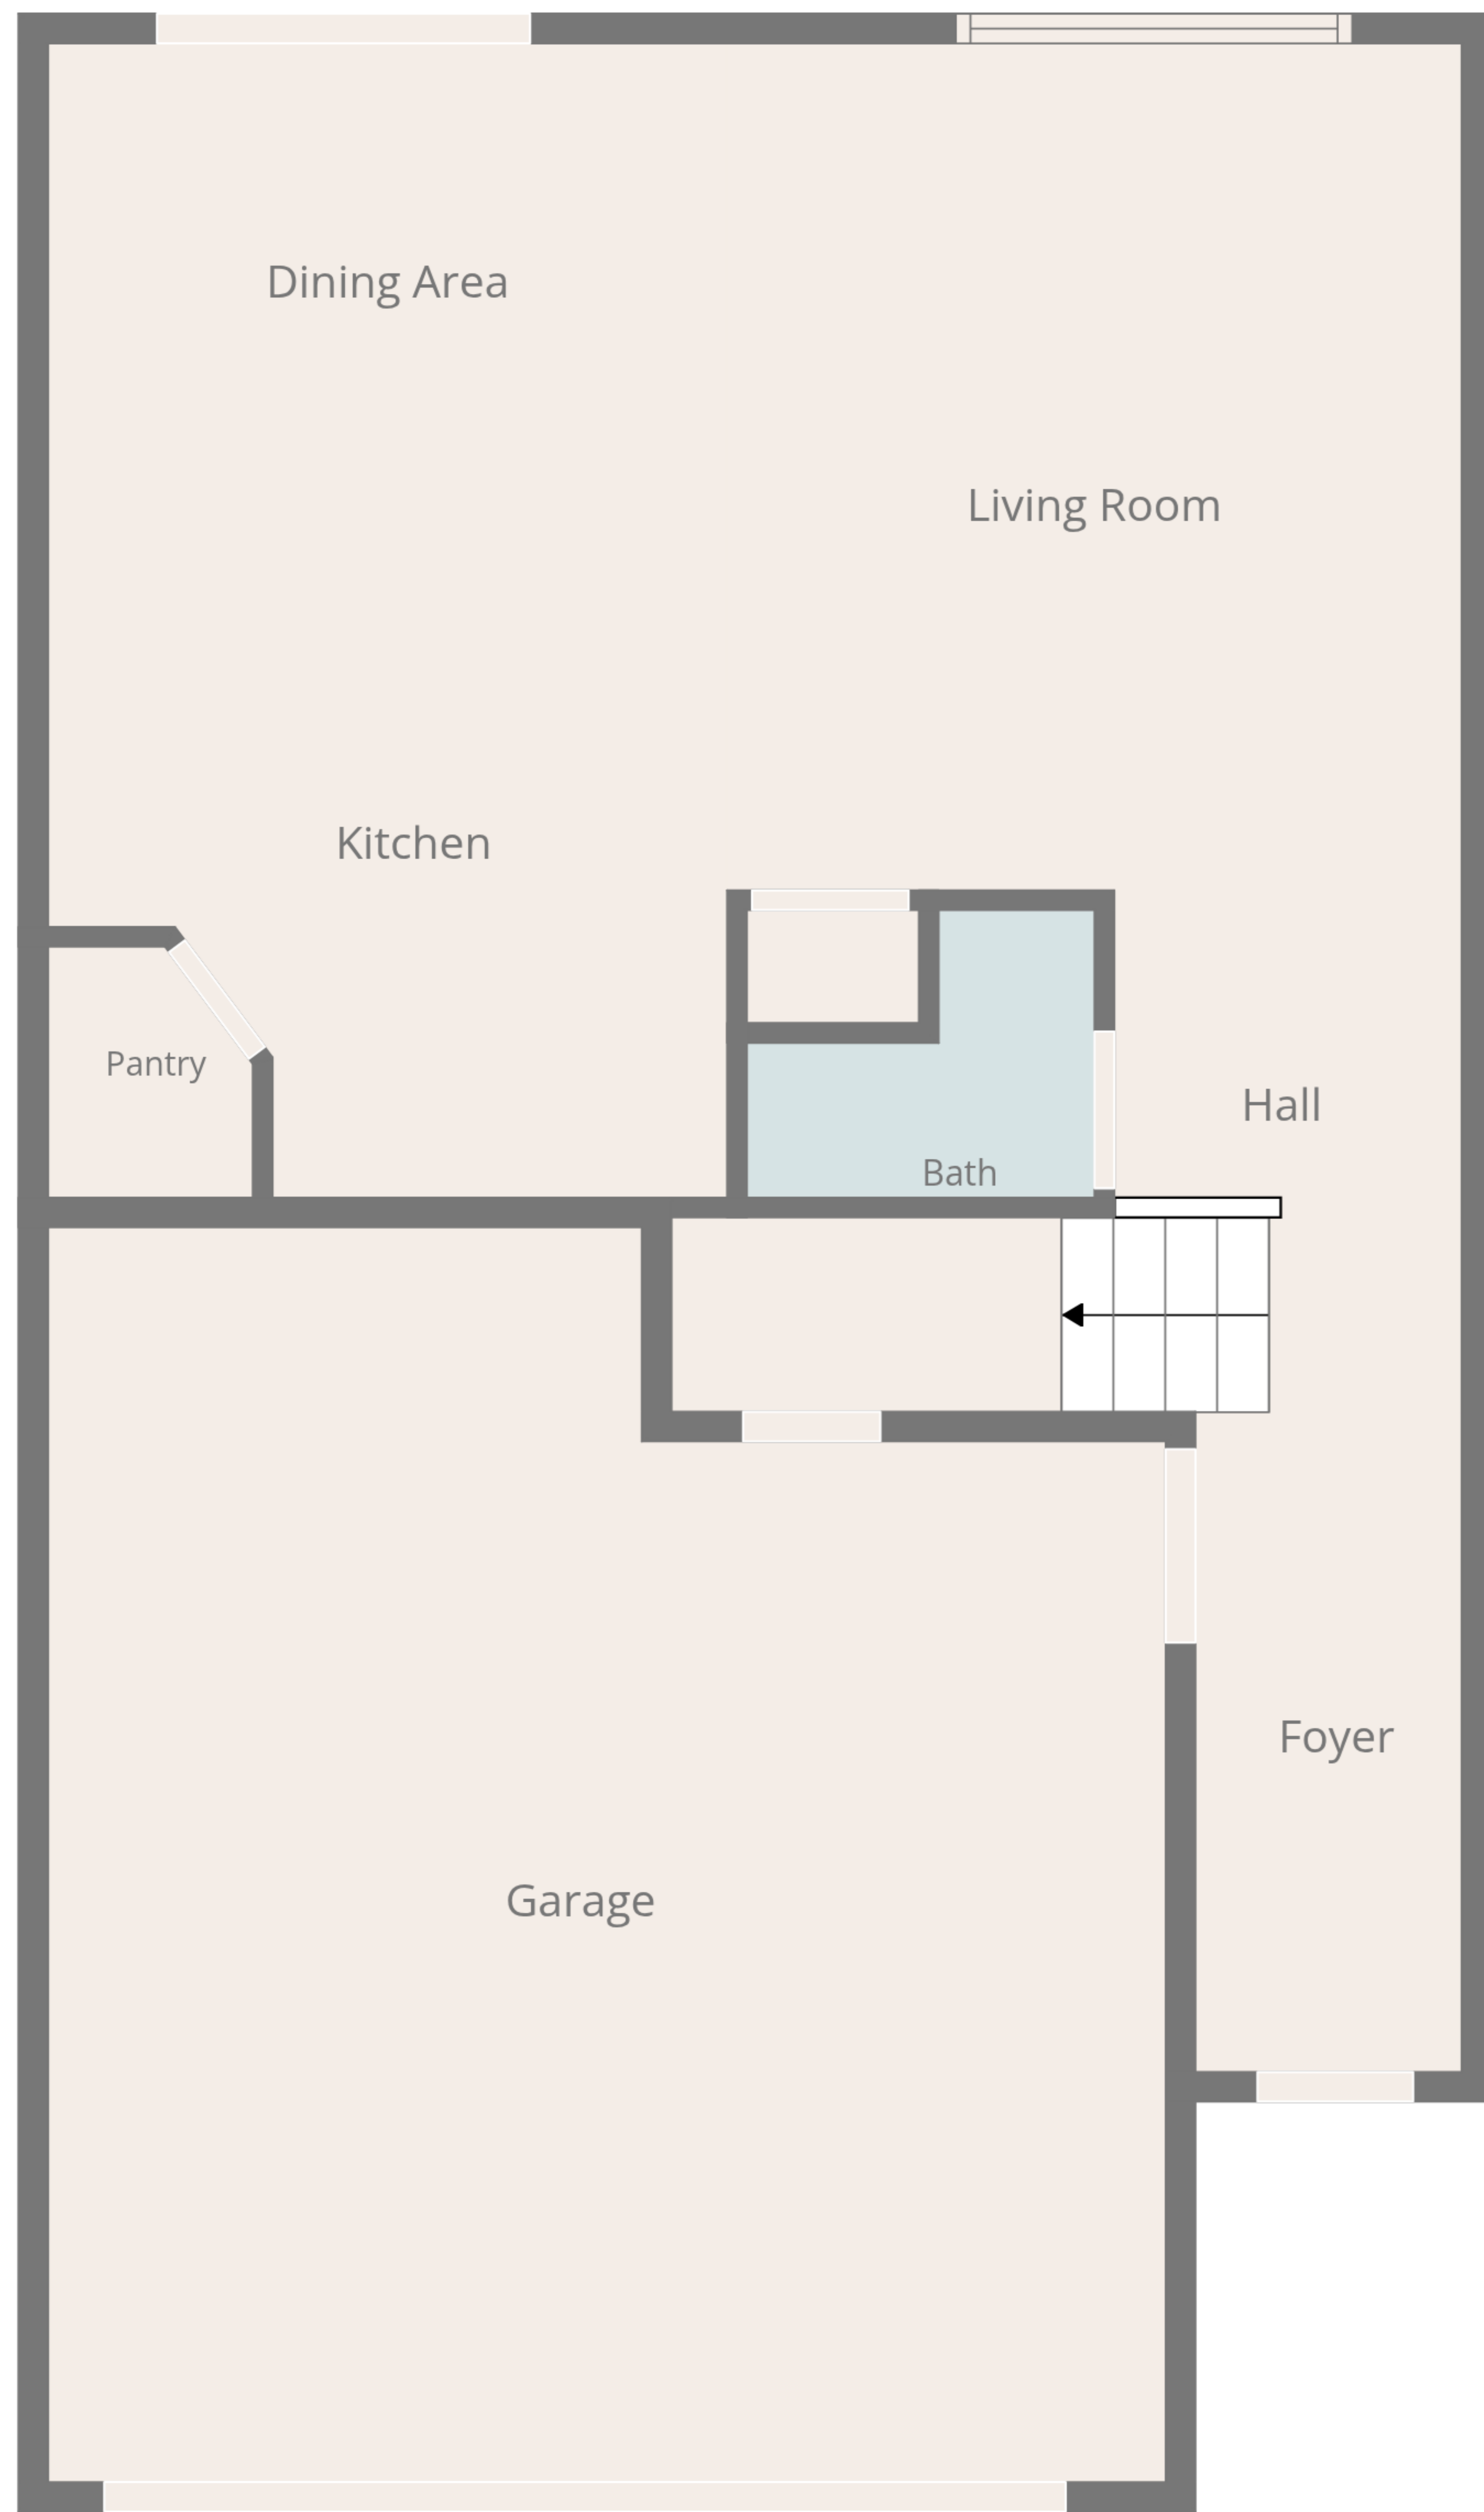 Dining Area
Living Room
Kitchen
Pantry
Hall
Bath
Foyer
Garage